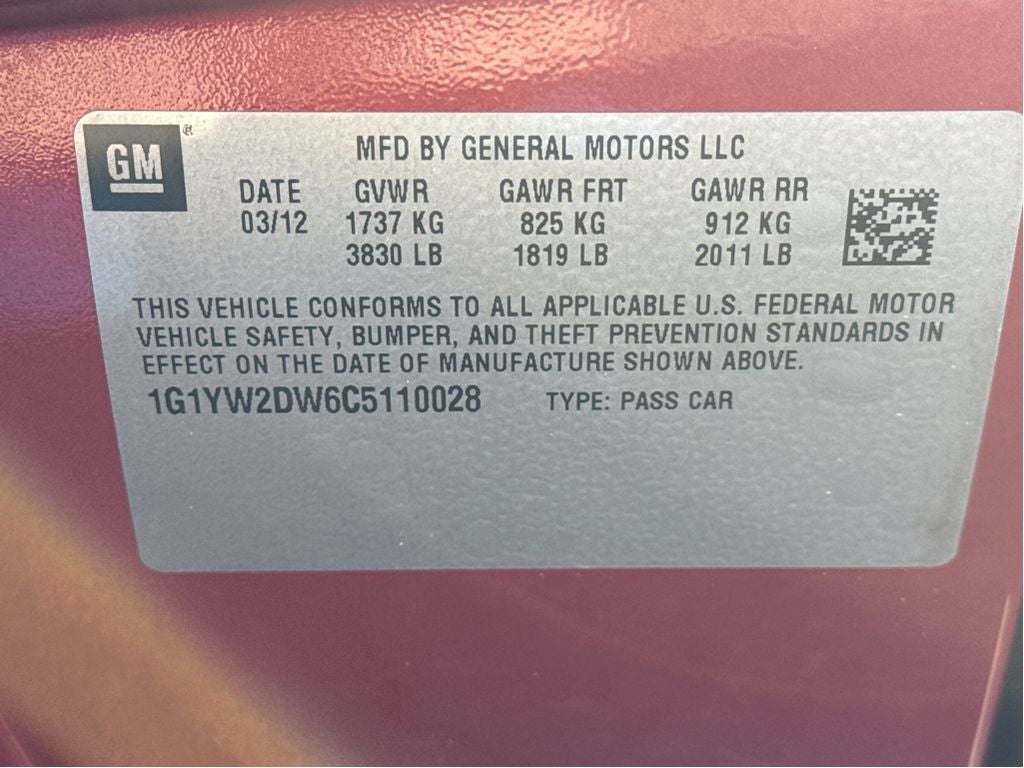 GM ®
MFD BY GENERAL MOTORS LLC
DATE GVWR GAWR FRT GAWR RR
03/12 1737 KG 825 KG 912 KG
3830 LB 1819 LB 2011 LB
THIS VEHICLE CONFORMS TO ALL APPLICABLE U.S. FEDERAL MOTOR
VEHICLE SAFETY, BUMPER, AND THEFT PREVENTION STANDARDS IN
EFFECT ON THE DATE OF MANUFACTURE SHOWN ABOVE.
1G1YW2DW6C5110028 TYPE: PASS CAR